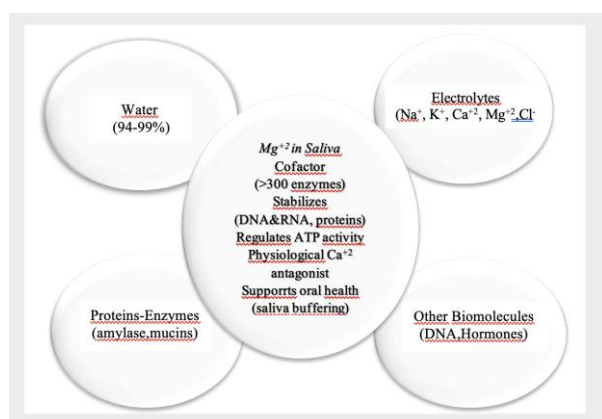 Water
(94-99%)
Electrolytes
(Na⁺, K⁺, Ca⁺², Mg⁺²,Cl⁻
Mg⁺² in Saliva
Cofactor
(>300 enzymes)
Stabilizes
(DNA&RNA, proteins)
Regulates ATP activity
Physiological Ca⁺²
antagonist
Supporrts oral health
(saliva buffering)
Proteins-Enzymes
(amylase,mucins)
Other Biomolecules
(DNA,Hormones)